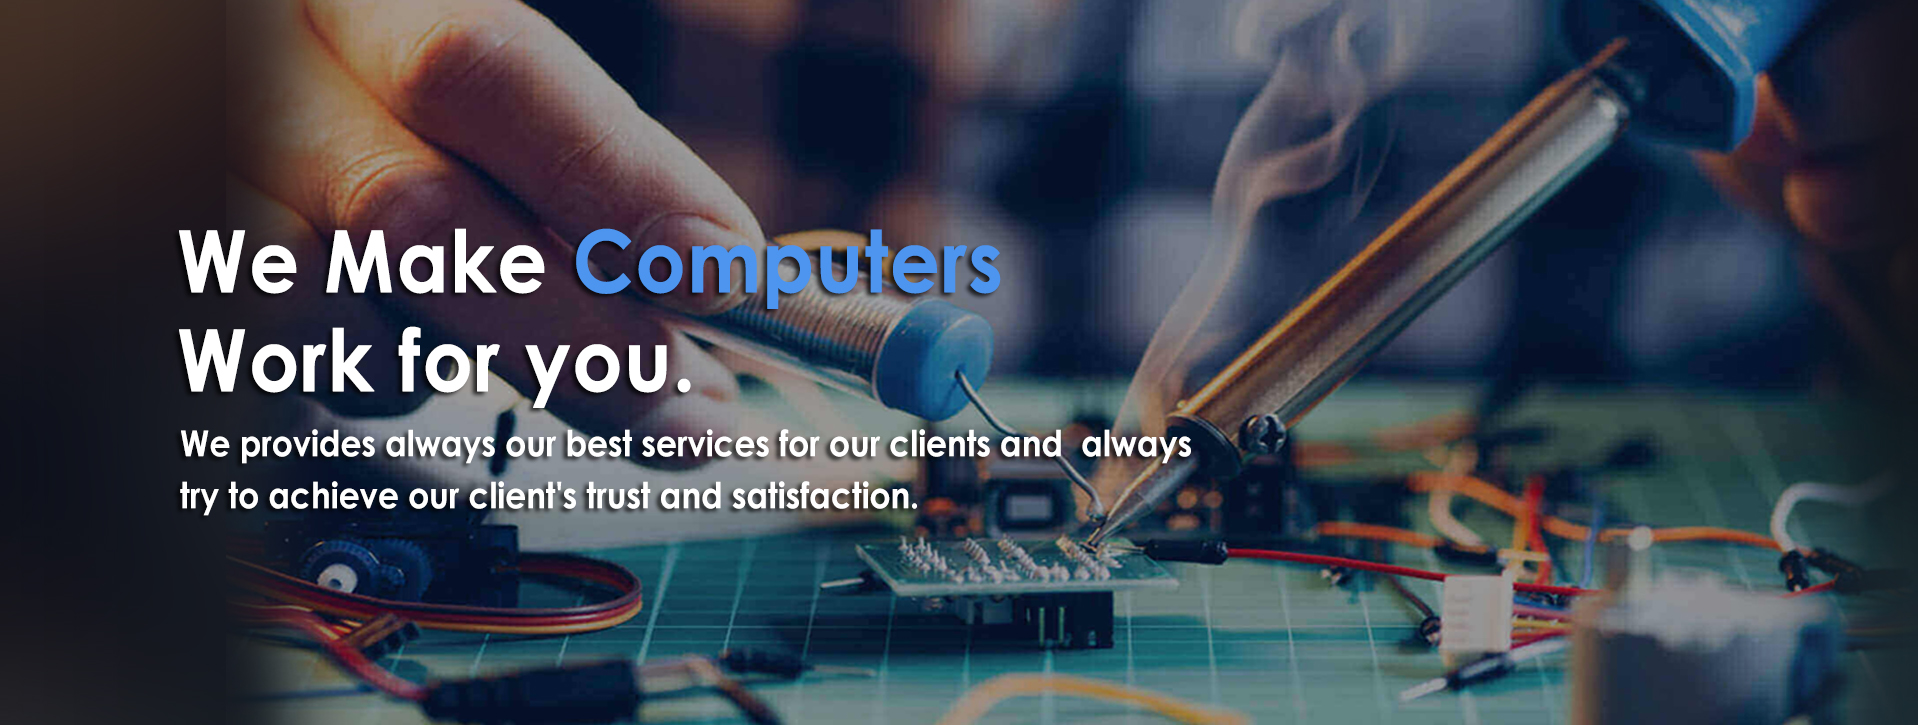 We Make Computers
Work for you.
We provides always our best services for our clients and  always
try to achieve our client's trust and satisfaction.